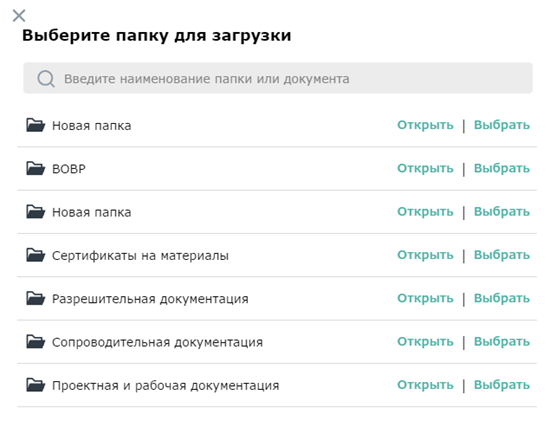 Выберите папку для загрузки
Введите наименование папки или документа
Новая папка Открыть | Выбрать
ВОВР Открыть | Выбрать
Новая папка Открыть | Выбрать
Сертификаты на материалы Открыть | Выбрать
Разрешительная документация Открыть | Выбрать
Сопроводительная документация Открыть | Выбрать
Проектная и рабочая документация Открыть | Выбрать